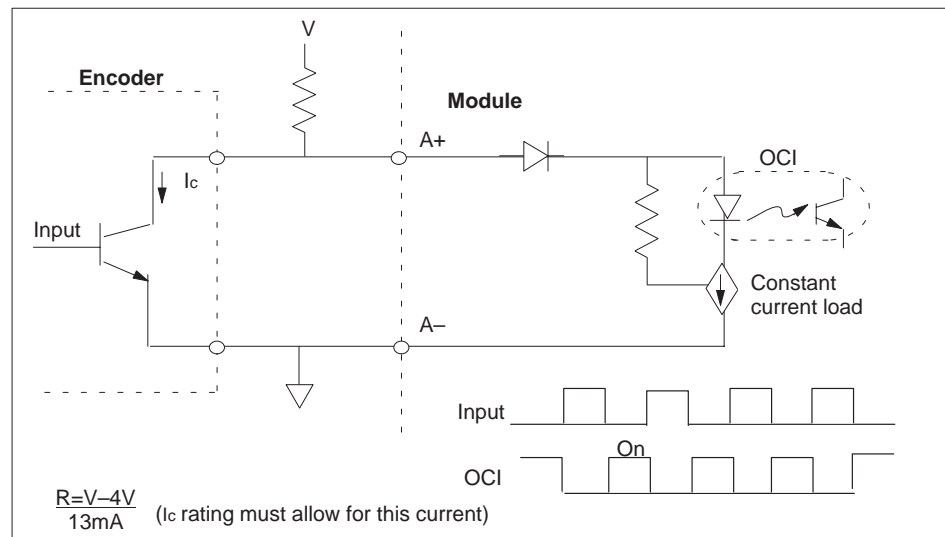 V
Encoder
Module
A+
OCI
Ic
Input
Constant
current load
A–
Input
On
OCI
R=V–4V
13mA
(Ic rating must allow for this current)